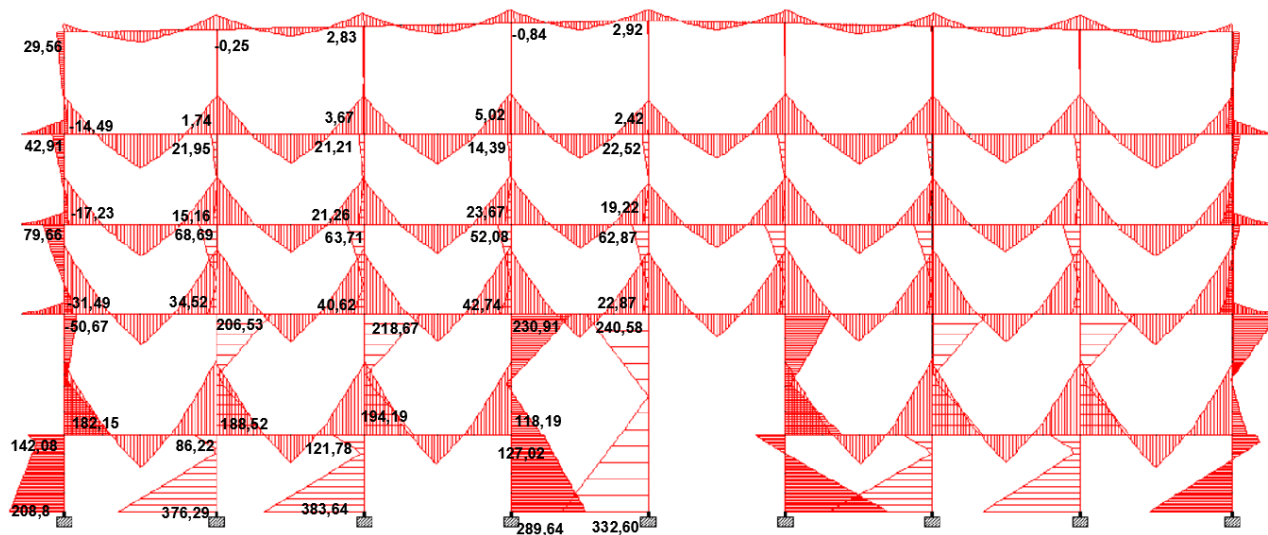 29,56 -0,25 2,83 -0,84 2,92
-14,49 1,74 3,67 5,02 2,42
42,91 21,95 21,21 14,39 22,52
-17,23 15,16 21,26 23,67 19,22
79,66 68,69 63,71 52,08 62,87
-31,49 34,52 40,62 42,74 22,87
-50,67 206,53 218,67 230,91 240,58
182,15 188,52 194,19 118,19
142,08 86,22 121,78 127,02
208,8 376,29 383,64
289,64 332,60